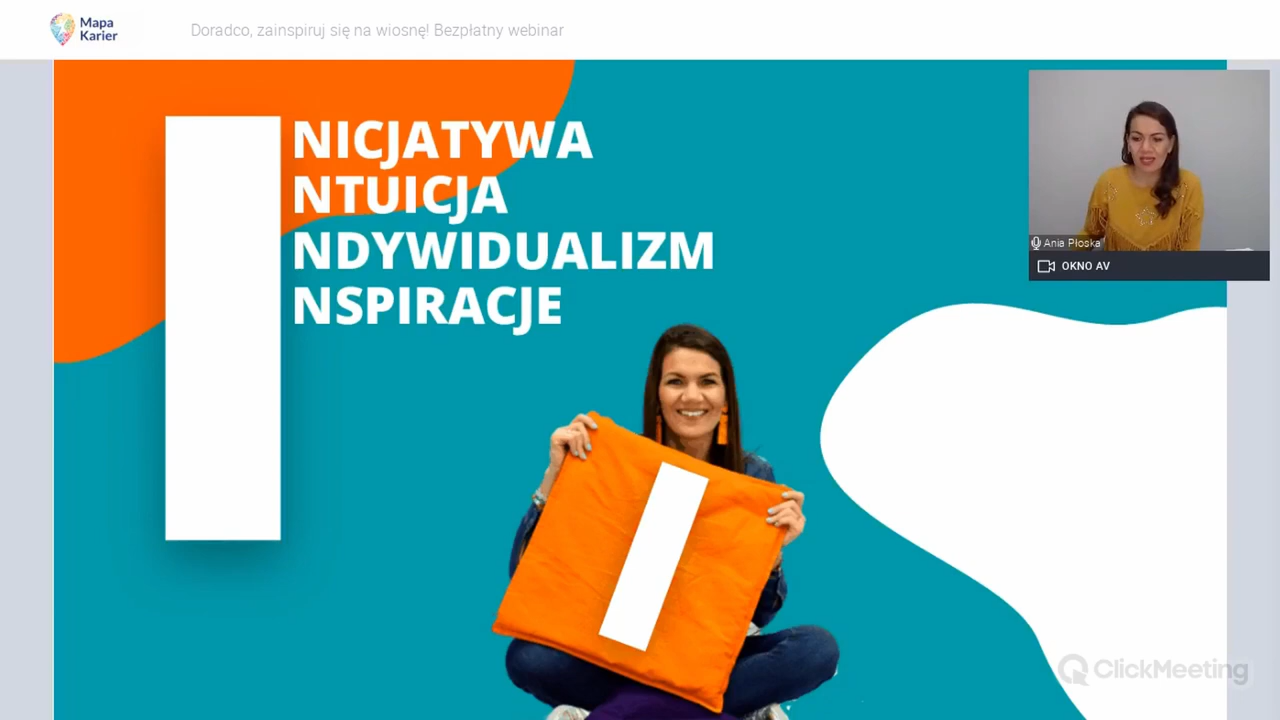 Mapa
Karier
Doradco, zainspiruj się na wiosnę! Bezpłatny webinar
I
NICJATYWA
NTUICJA
NDYWIDUALIZM
NSPIRACJE
Ania Płoska
OKNO AV
I
ClickMeeting